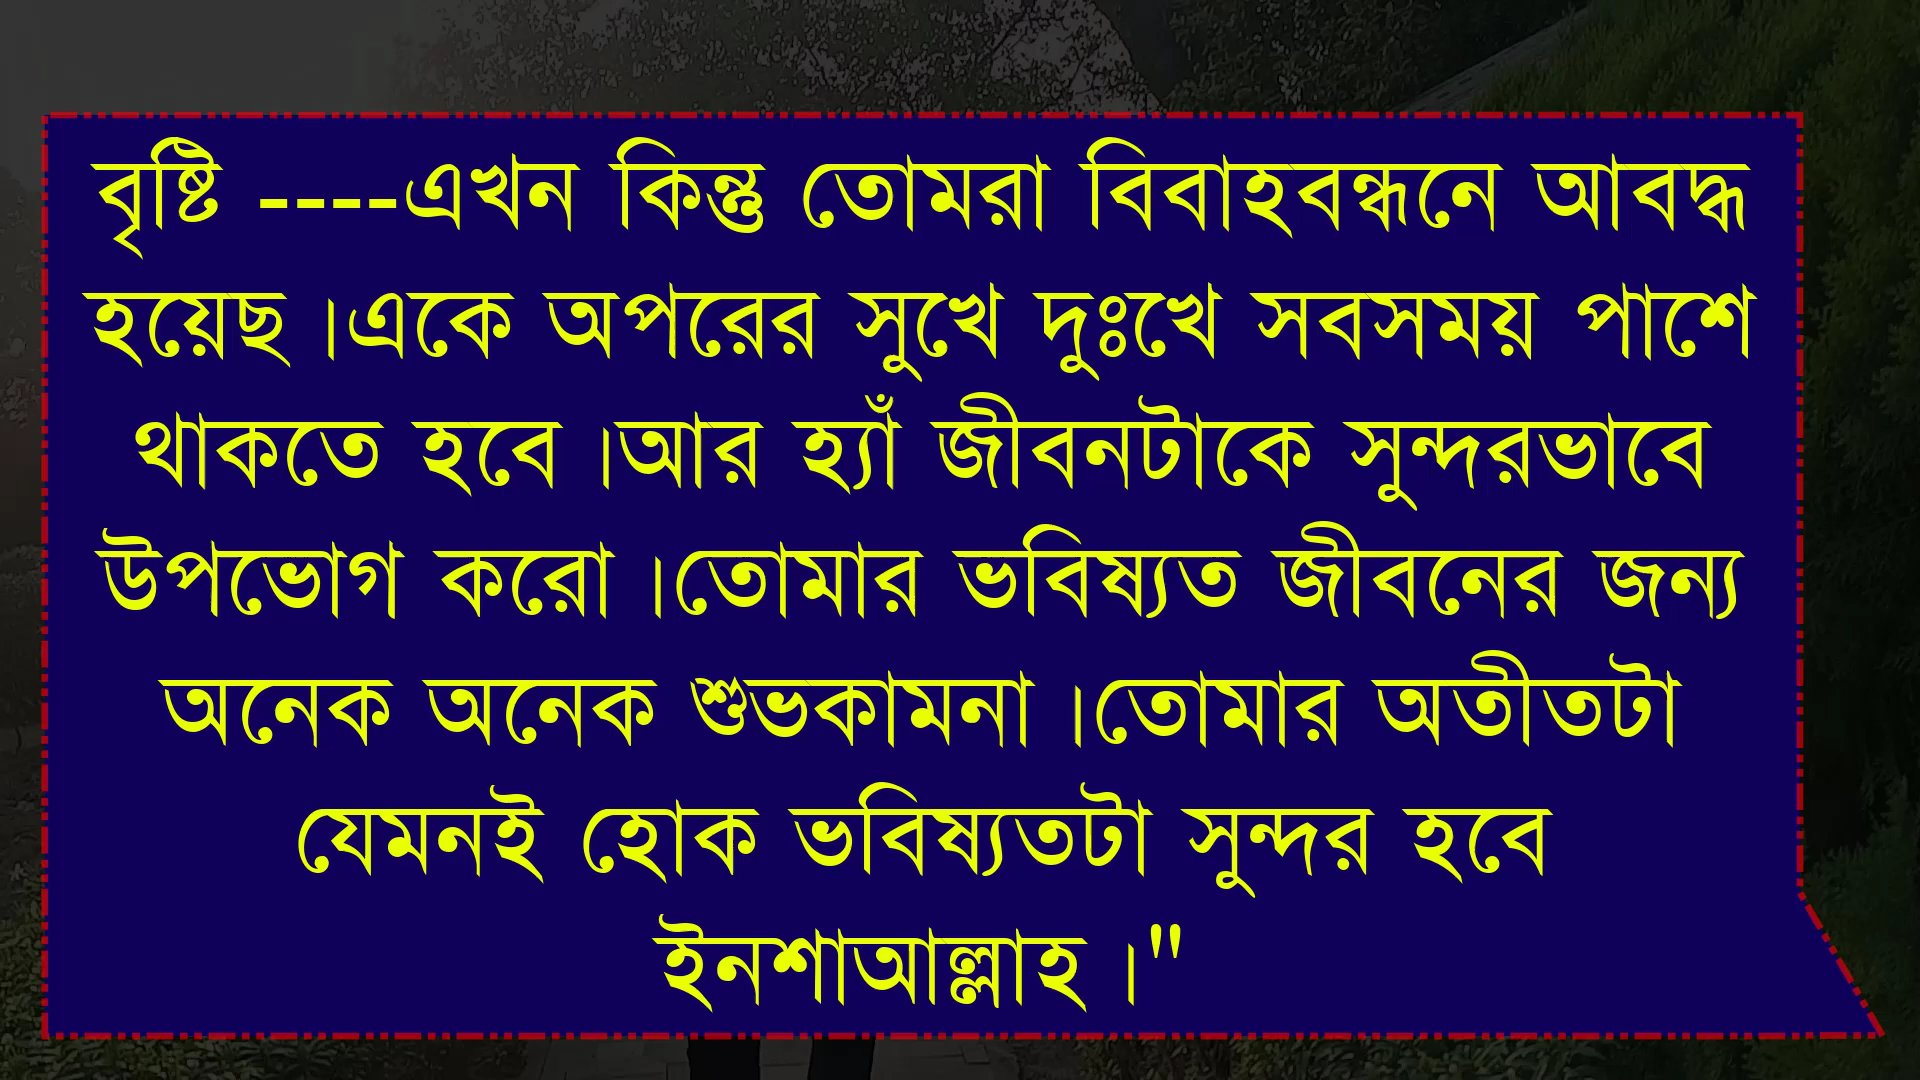 বৃষ্টি ----এখন কিন্তু তোমরা বিবাহবন্ধনে আবদ্ধ
হয়েছ ।একে অপরের সুখে দুঃখে সবসময় পাশে
থাকতে হবে ।আর হ্যাঁ জীবনটাকে সুন্দরভাবে
উপভোগ করো ।তোমার ভবিষ্যত জীবনের জন্য
অনেক অনেক শুভকামনা ।তোমার অতীতটা
যেমনই হোক ভবিষ্যতটা সুন্দর হবে
ইনশাআল্লাহ ।"